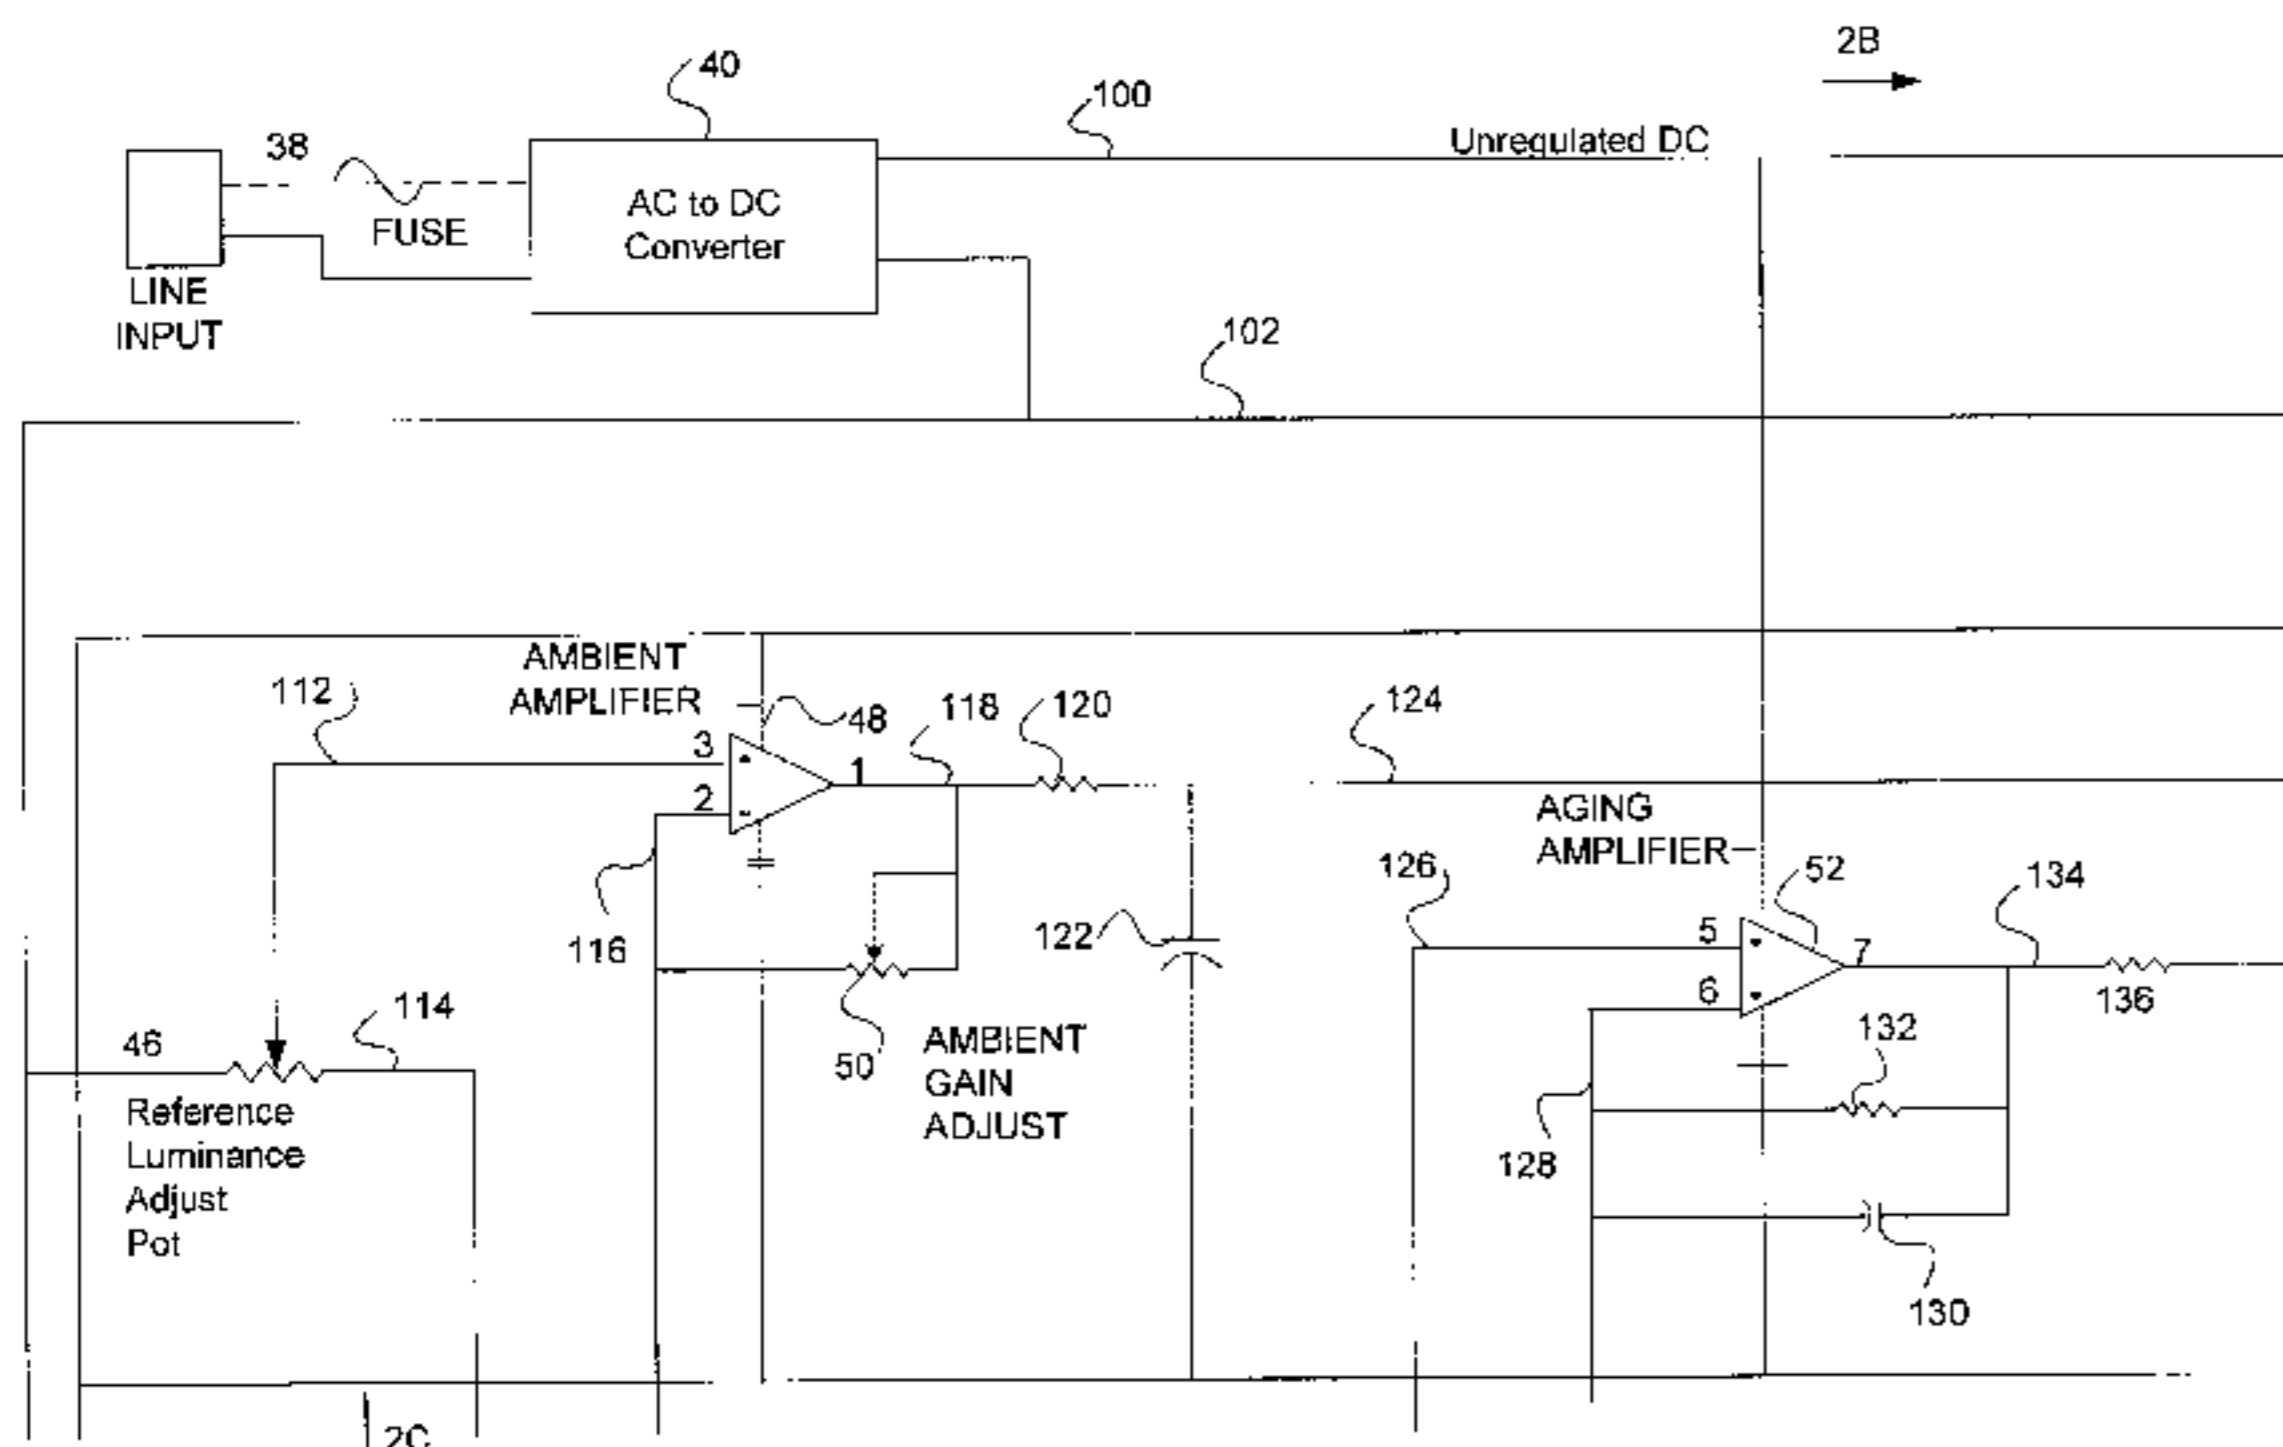 2B
40
100
38
Unregulated DC
AC to DC
Converter
FUSE
LINE
INPUT
102
AMBIENT
AMPLIFIER
112
48
118
120
124
3
1
2
AGING
AMPLIFIER
126
52
134
116
122
5
7
6
136
114
46
50
AMBIENT
GAIN
ADJUST
132
128
Reference
Luminance
Adjust
Pot
130
2C